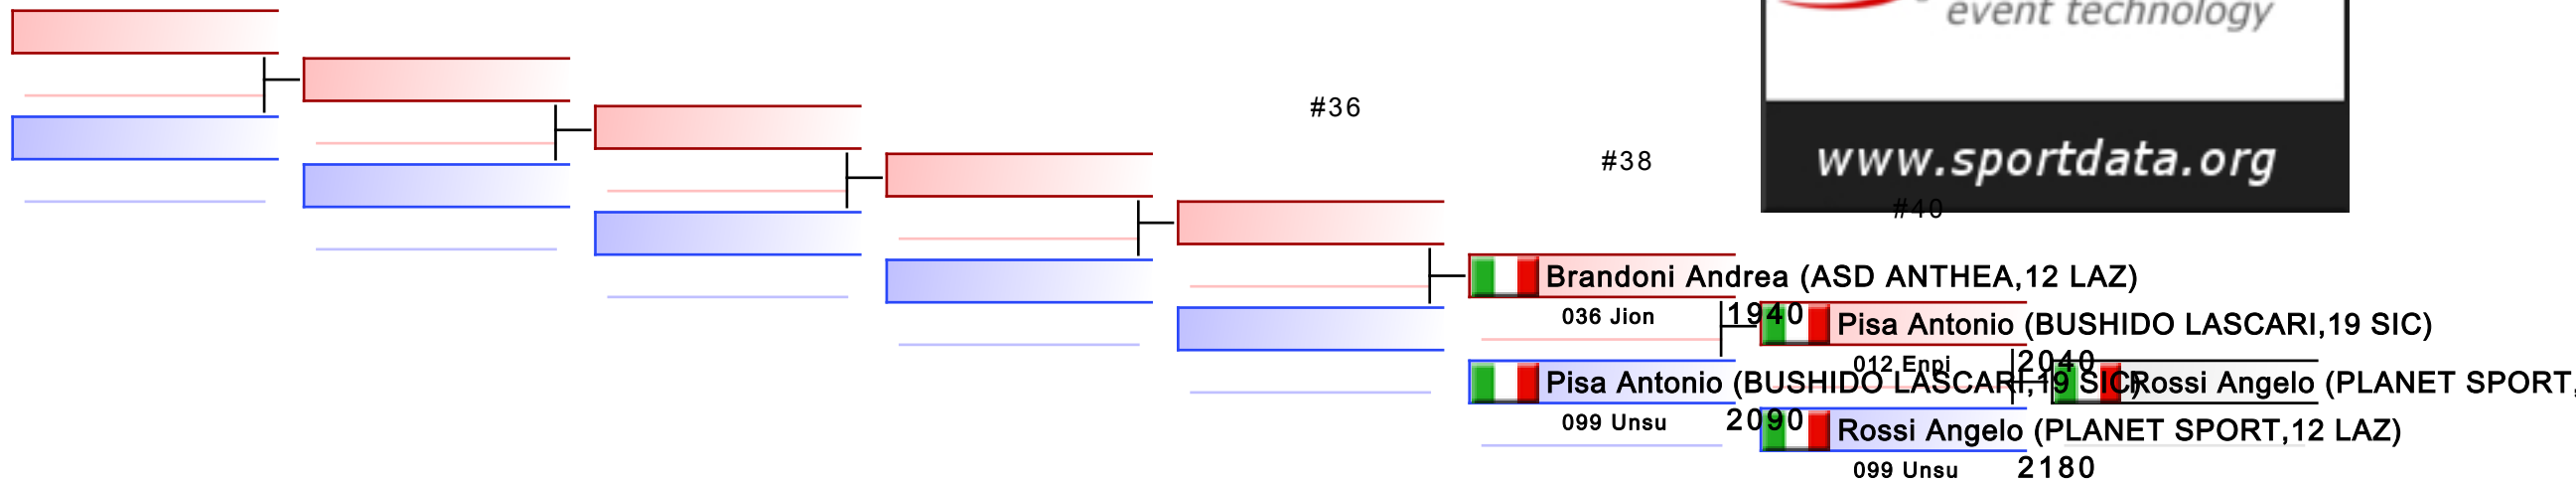 event technology
#36
#38
www.sportdata.org
#40
Brandoni Andrea (ASD ANTHEA,12 LAZ)
036 Jion 1940
Pisa Antonio (BUSHIDO LASCARI,19 SIC)
012 Enpi 2040
Pisa Antonio (BUSHIDO LASCARI,19 SIC)
Rossi Angelo (PLANET SPORT,
099 Unsu 2090
Rossi Angelo (PLANET SPORT,12 LAZ)
099 Unsu 2180